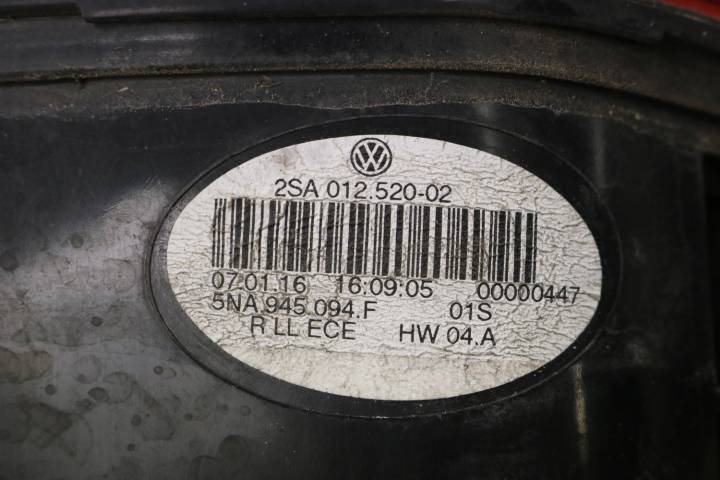 2SA 012.520-02
07.01.16 16:09:05 00000447
5NA.945.094.F 01S
R LL ECE HW 04.A